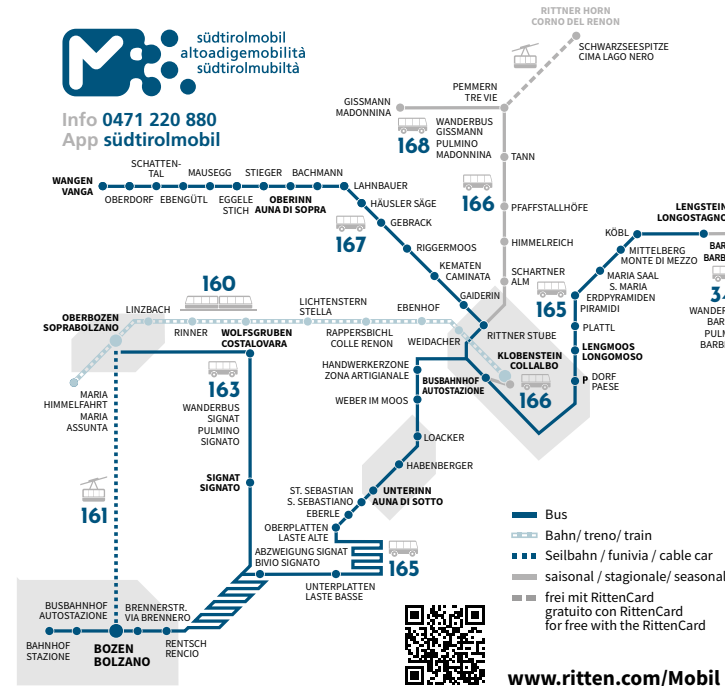 RITTNER HORN
CORNO DEL RENON
südtirolmobil
altoadigemobilità
südtirolmubiltà
SCHWARZSEESPITZE
CIMA LAGO NERO
Info 0471 220 880
App südtirolmobil
PEMMERN
TRE VIE
GISSMANN
MADONNINA
168
WANDERBUS
GISSMANN
PULMINO
MADONNINA
TANN
166
PFAFFSTALLHÖFE
HIMMELREICH
SCHARTNER
ALM
WANGEN
VANGA
OBERDORF
SCHATTEN-
TAL
EBENGÜTL
MAUSEGG
EGGELE
STICH
STIEGER
OBERINN
AUNA DI SOPRA
BACHMANN
LAHNBAUER
HÄUSLER SÄGE
167
GEBRACK
RIGGERMOOS
KEMATEN
CAMINATA
GAIDERIN
RITTNER STUBE
LENGSTEIN
LONGOSTAGNO
KÖBL
MITTELBERG
MONTE DI MEZZO
MARIA SAAL
S. MARIA
ERDPYRAMIDEN
PIRAMIDI
165
PLATTL
LENGMOOS
LONGOMOSO
P
DORF
PAESE
BAR
BARB
34
WANDER
BAR
PULM
BARBI
160
OBERBOZEN
SOPRABOLZANO
LINZBACH
RINNER
WOLFSGRUBEN
COSTALOVARA
LICHTENSTERN
STELLA
RAPPERSBICHL
COLLE RENON
EBENHOF
WEIDACHER
KLOBENSTEIN
COLLALBO
166
MARIA
HIMMELFAHRT
MARIA
ASSUNTA
163
WANDERBUS
SIGNAT
PULMINO
SIGNATO
HANDWERKERZONE
ZONA ARTIGIANALE
BUSBAHNHOF
AUTOSTAZIONE
WEBER IM MOOS
LOACKER
HABENBERGER
UNTERINN
AUNA DI SOTTO
ST. SEBASTIAN
S. SEBASTIANO
EBERLE
OBERPLATTEN
LASTE ALTE
SIGNAT
SIGNATO
161
ABZWEIGUNG SIGNAT
BIVIO SIGNATO
165
UNTERPLATTEN
LASTE BASSE
BUSBAHNHOF
AUTOSTAZIONE
BRENNERSTR.
VIA BRENNERO
BAHNHOF
STAZIONE
BOZEN
BOLZANO
RENTSCH
RENCIO
Bus
Bahn/ treno/ train
Seilbahn / funivia / cable car
saisonal / stagionale/ seasonal
frei mit RittenCard
gratuito con RittenCard
for free with the RittenCard
www.ritten.com/Mobil